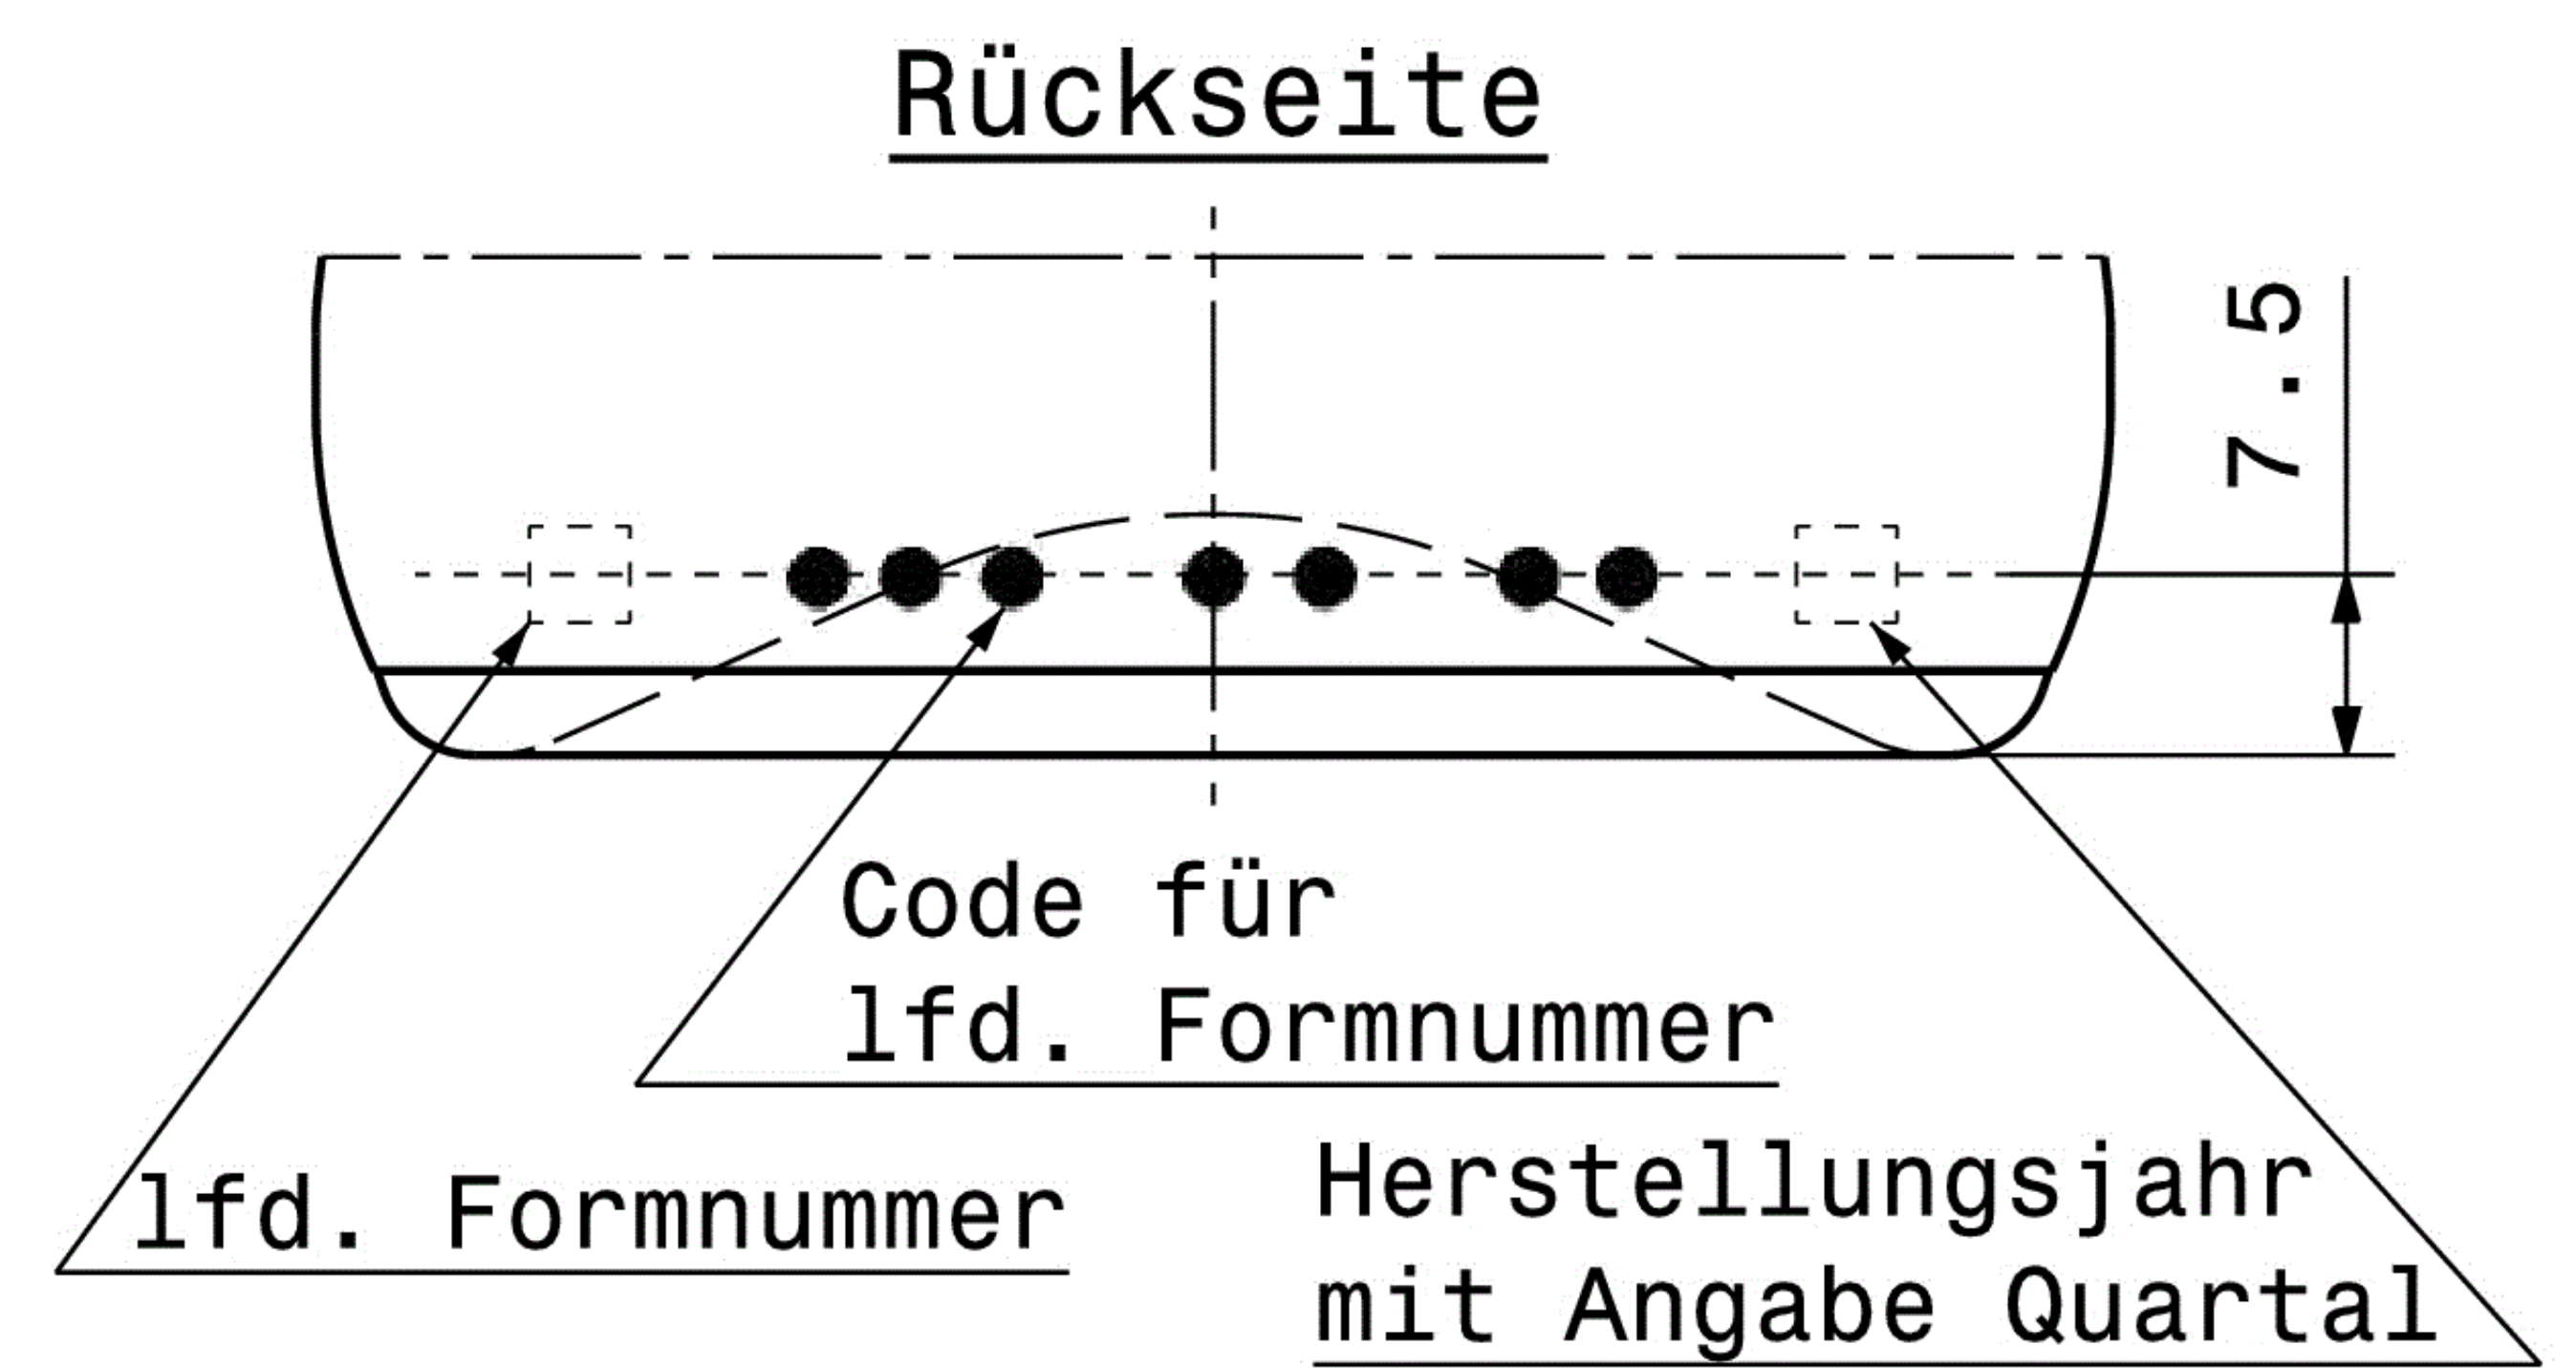 Rückseite
7.5
Code für
lfd. Formnummer
lfd. Formnummer
Herstellungsjahr
mit Angabe Quartal